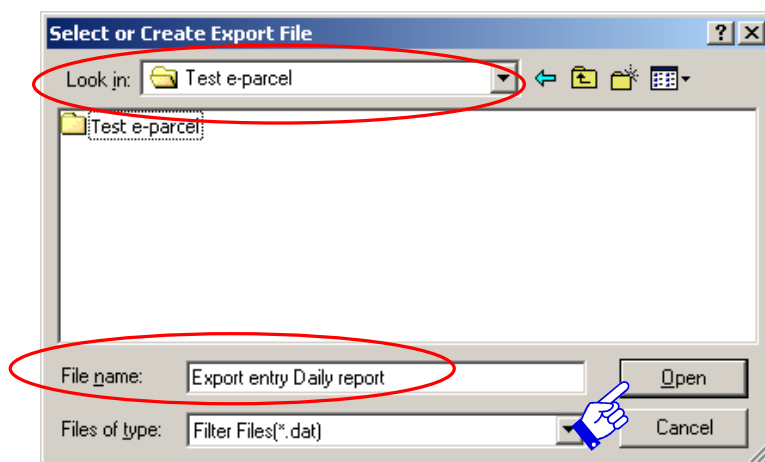 Select or Create Export File
Look in: Test e-parcel
Test e-parcel
File name: Export entry Daily report Open
Files of type: Filter Files(*.dat) Cancel